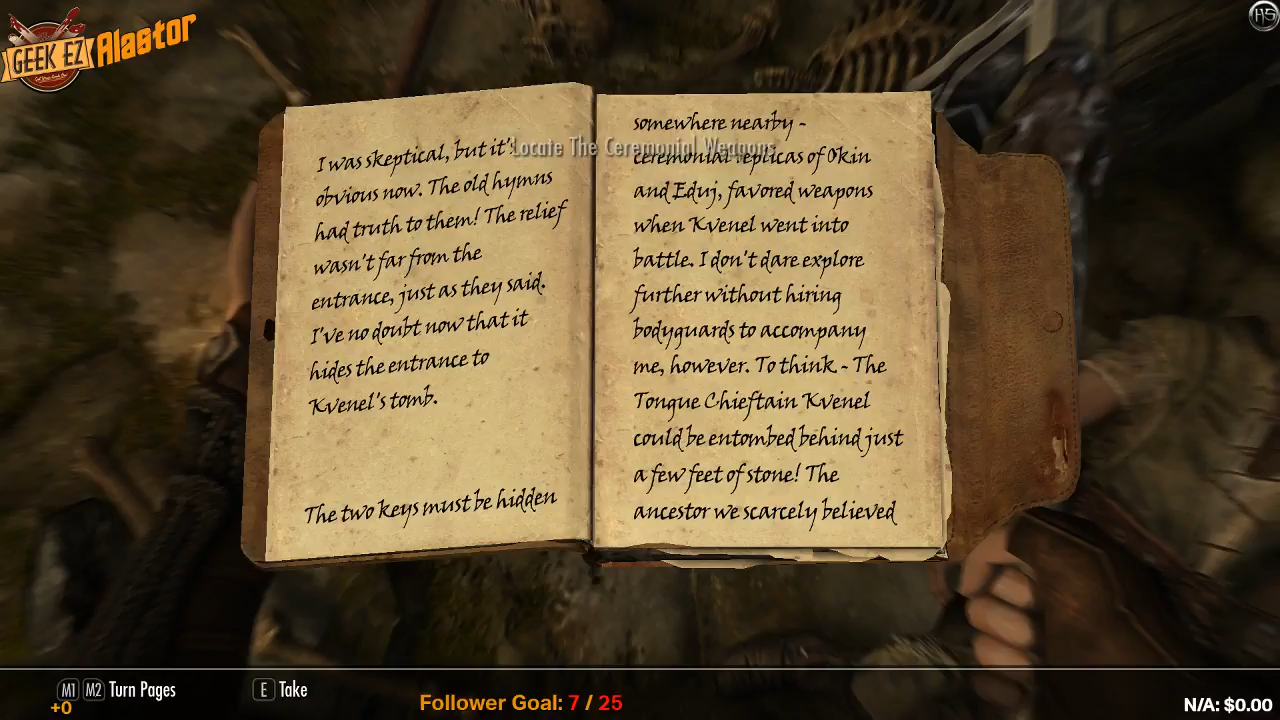 GEEK EZ
Alastor
HS
I was skeptical, but it's
obvious now. The old hymns
had truth to them! The relief
wasn't far from the
entrance, just as they said.
I've no doubt now that it
hides the entrance to
Kvenel's tomb.
The two keys must be hidden
somewhere nearby -
Locate The Ceremonial Weapons
ceremonial replicas of Okin
and Eduj, favored weapons
when Kvenel went into
battle. I don't dare explore
further without hiring
bodyguards to accompany
me, however. To think - The
Tongue Chieftain Kvenel
could be entombed behind just
a few feet of stone! The
ancestor we scarcely believed
M1 M2 Turn Pages
E Take
+0
Follower Goal: 7 / 25
N/A: $0.00